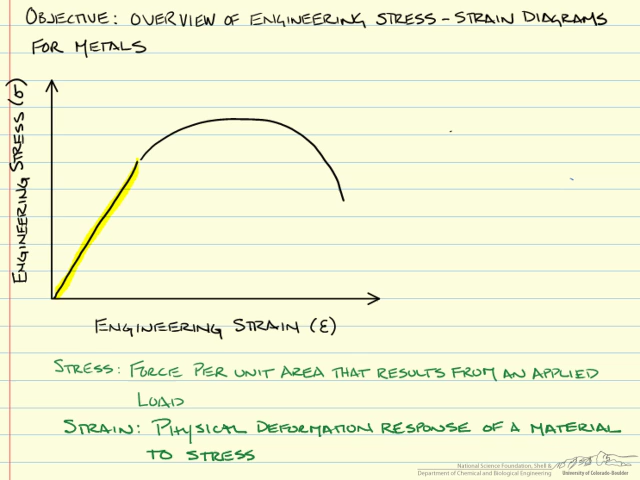 OBJECTIVE: OVERVIEW OF ENGINEERING STRESS-STRAIN DIAGRAMS
FOR METALS
ENGINEERING STRESS (σ)
ENGINEERING STRAIN (ε)
STRESS: FORCE PER UNIT AREA THAT RESULTS FROM AN APPLIED
LOAD
STRAIN: PHYSICAL DEFORMATION RESPONSE OF A MATERIAL
TO STRESS
National Science Foundation, Shell &
Department of Chemical and Biological Engineering
University of Colorado-Boulder